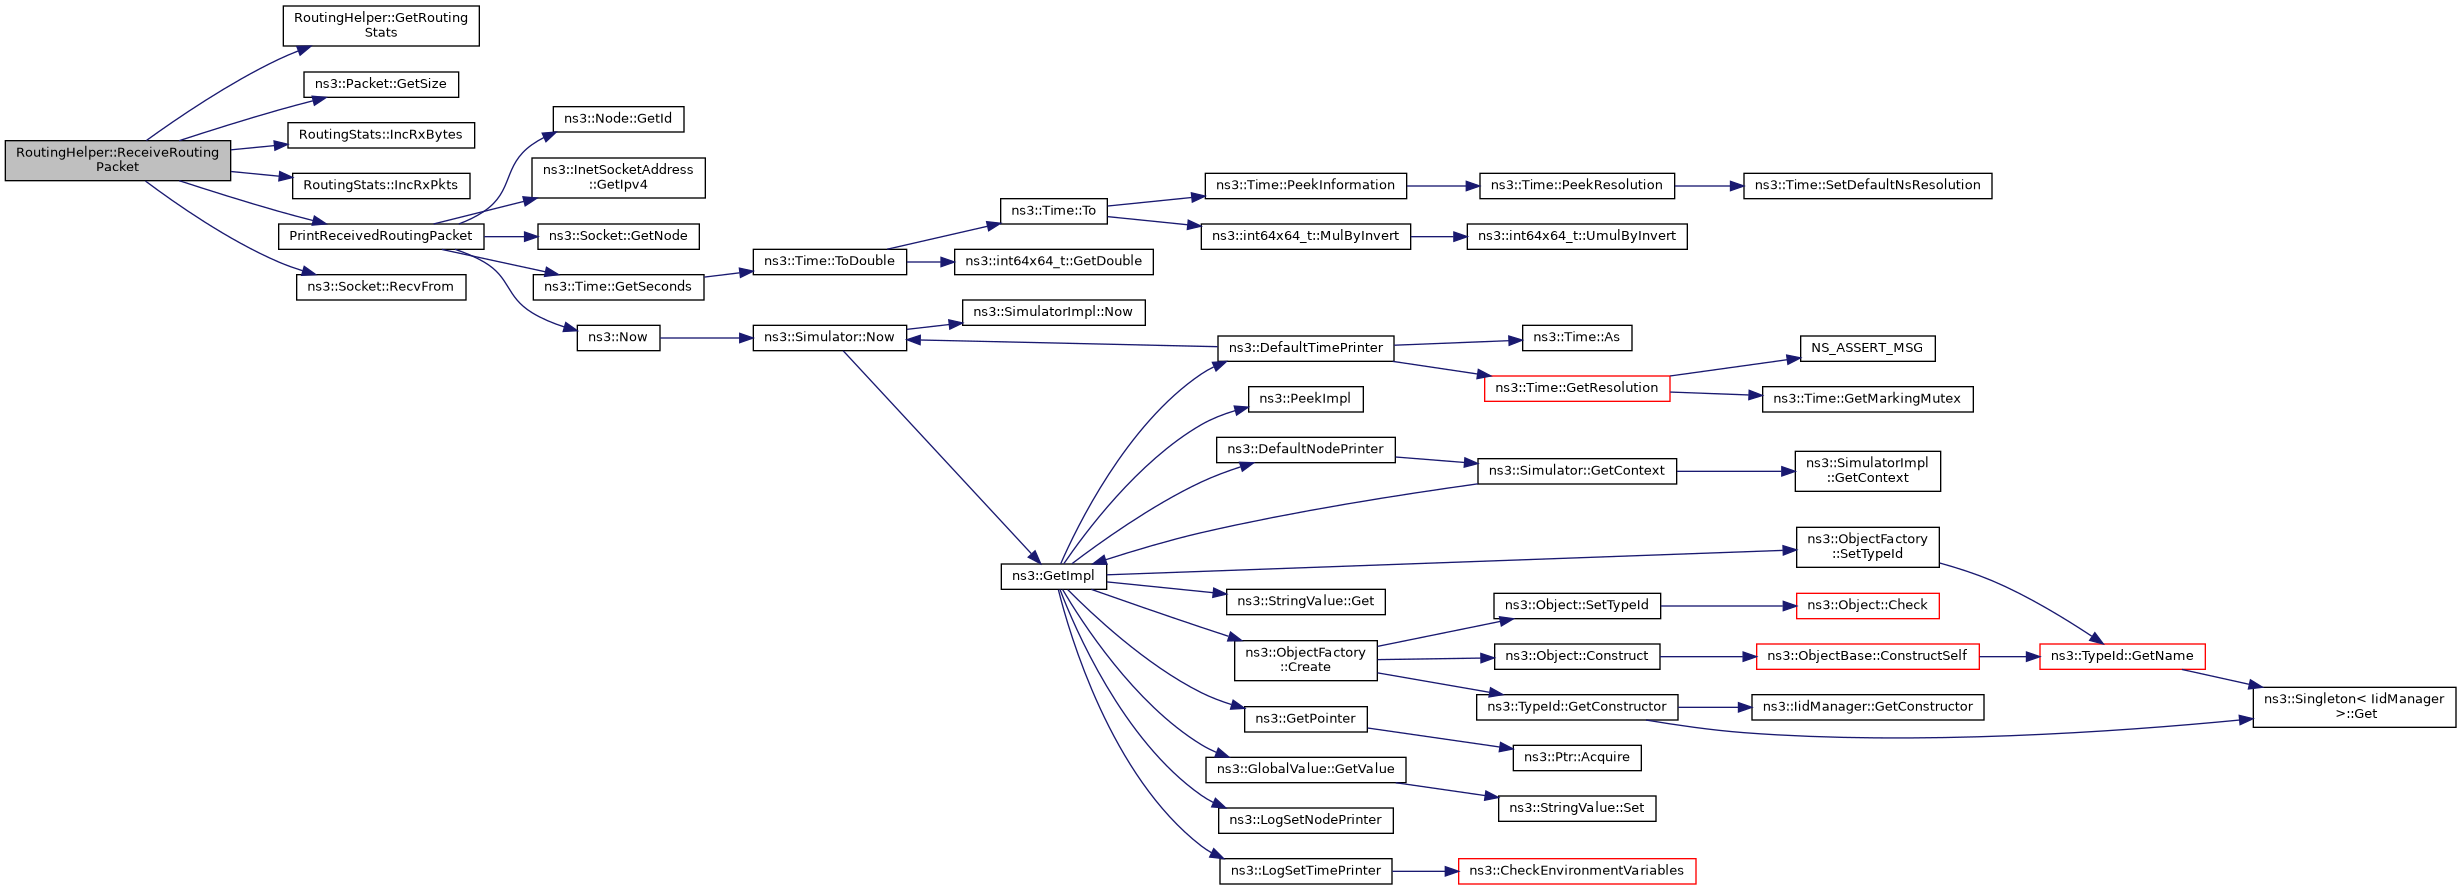 RoutingHelper::ReceiveRouting
Packet
RoutingHelper::GetRouting
Stats
ns3::Packet::GetSize
RoutingStats::IncRxBytes
RoutingStats::IncRxPkts
PrintReceivedRoutingPacket
ns3::Socket::RecvFrom
ns3::Node::GetId
ns3::InetSocketAddress
::GetIpv4
ns3::Socket::GetNode
ns3::Time::GetSeconds
ns3::Now
ns3::Time::ToDouble
ns3::Simulator::Now
ns3::Time::To
ns3::int64x64_t::GetDouble
ns3::SimulatorImpl::Now
ns3::GetImpl
ns3::Time::PeekInformation
ns3::int64x64_t::MulByInvert
ns3::DefaultTimePrinter
ns3::PeekImpl
ns3::DefaultNodePrinter
ns3::StringValue::Get
ns3::ObjectFactory
::Create
ns3::GetPointer
ns3::GlobalValue::GetValue
ns3::LogSetNodePrinter
ns3::LogSetTimePrinter
ns3::Time::PeekResolution
ns3::int64x64_t::UmulByInvert
ns3::Time::As
ns3::Time::GetResolution
ns3::Simulator::GetContext
ns3::Object::SetTypeId
ns3::Object::Construct
ns3::TypeId::GetConstructor
ns3::Ptr::Acquire
ns3::StringValue::Set
ns3::CheckEnvironmentVariables
ns3::Time::SetDefaultNsResolution
NS_ASSERT_MSG
ns3::Time::GetMarkingMutex
ns3::SimulatorImpl
::GetContext
ns3::ObjectFactory
::SetTypeId
ns3::Object::Check
ns3::ObjectBase::ConstructSelf
ns3::IidManager::GetConstructor
ns3::TypeId::GetName
ns3::Singleton< IidManager
>::Get